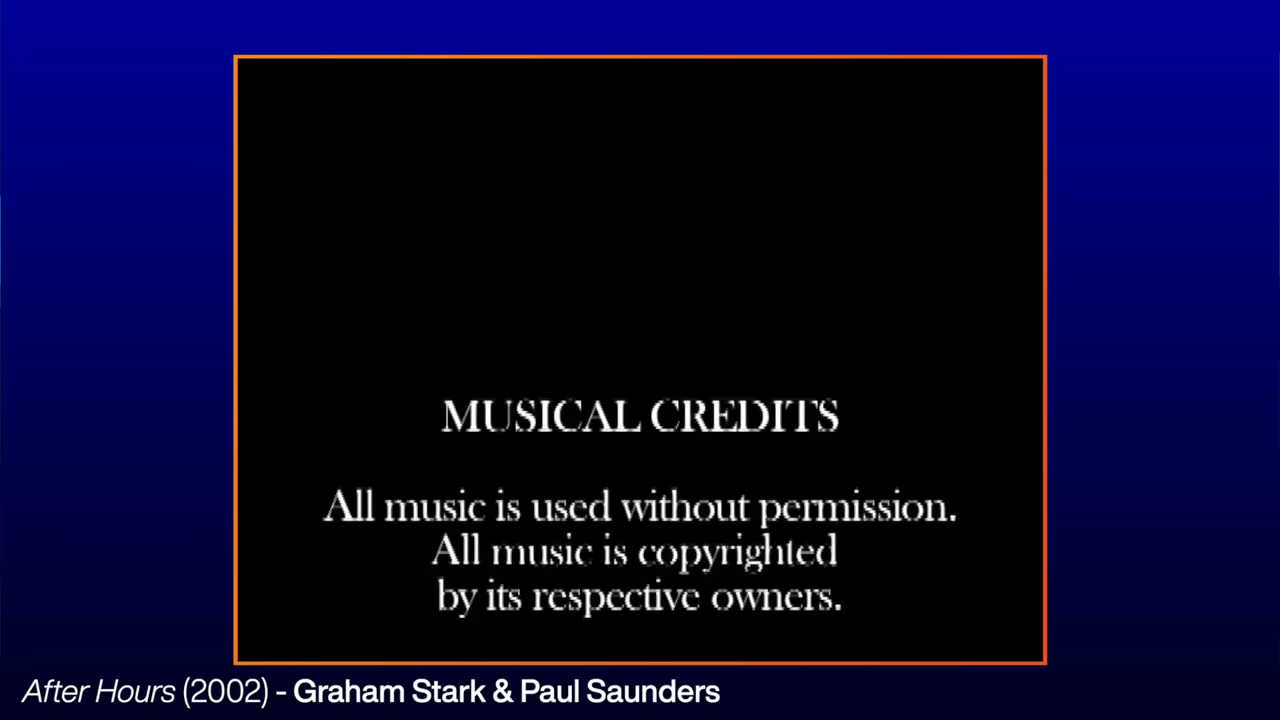 MUSICAL CREDITS
All music is used without permission.
All music is copyrighted
by its respective owners.
After Hours (2002) - Graham Stark & Paul Saunders